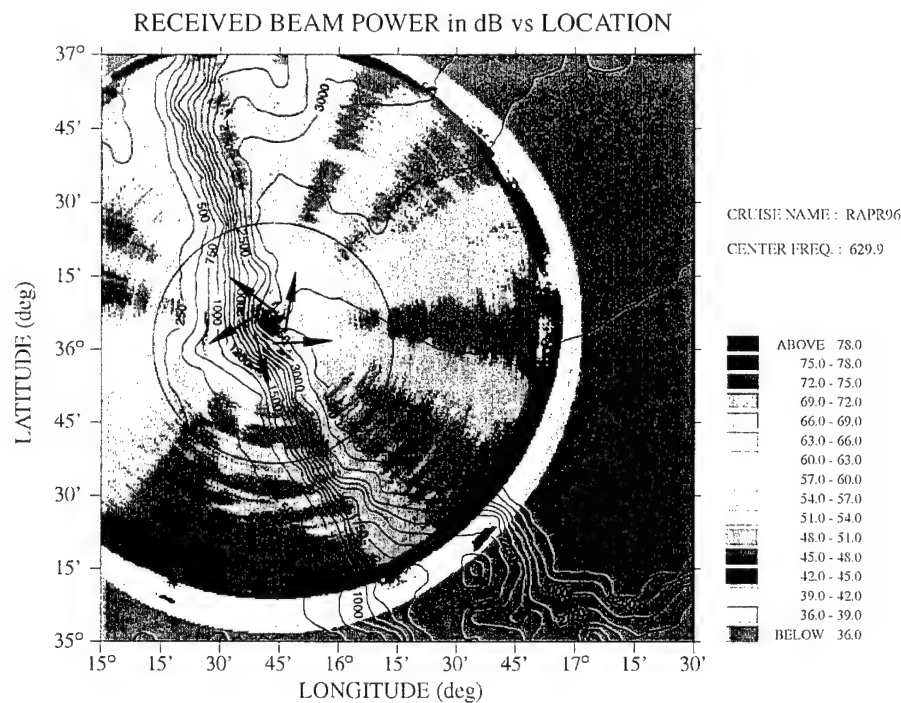 RECEIVED BEAM POWER in dB vs LOCATION
37°
45'
30'
15'
36°
45'
30'
15'
35°
LATITUDE (deg)
15°
15'
30'
45'
16°
15'
30'
45'
17°
15'
30'
LONGITUDE (deg)
3000
500
750
250
1000
3000
1000
CRUISE NAME : RAPR96
CENTER FREQ. : 629.9
ABOVE 78.0
75.0 - 78.0
72.0 - 75.0
69.0 - 72.0
66.0 - 69.0
63.0 - 66.0
60.0 - 63.0
57.0 - 60.0
54.0 - 57.0
51.0 - 54.0
48.0 - 51.0
45.0 - 48.0
42.0 - 45.0
39.0 - 42.0
36.0 - 39.0
BELOW 36.0